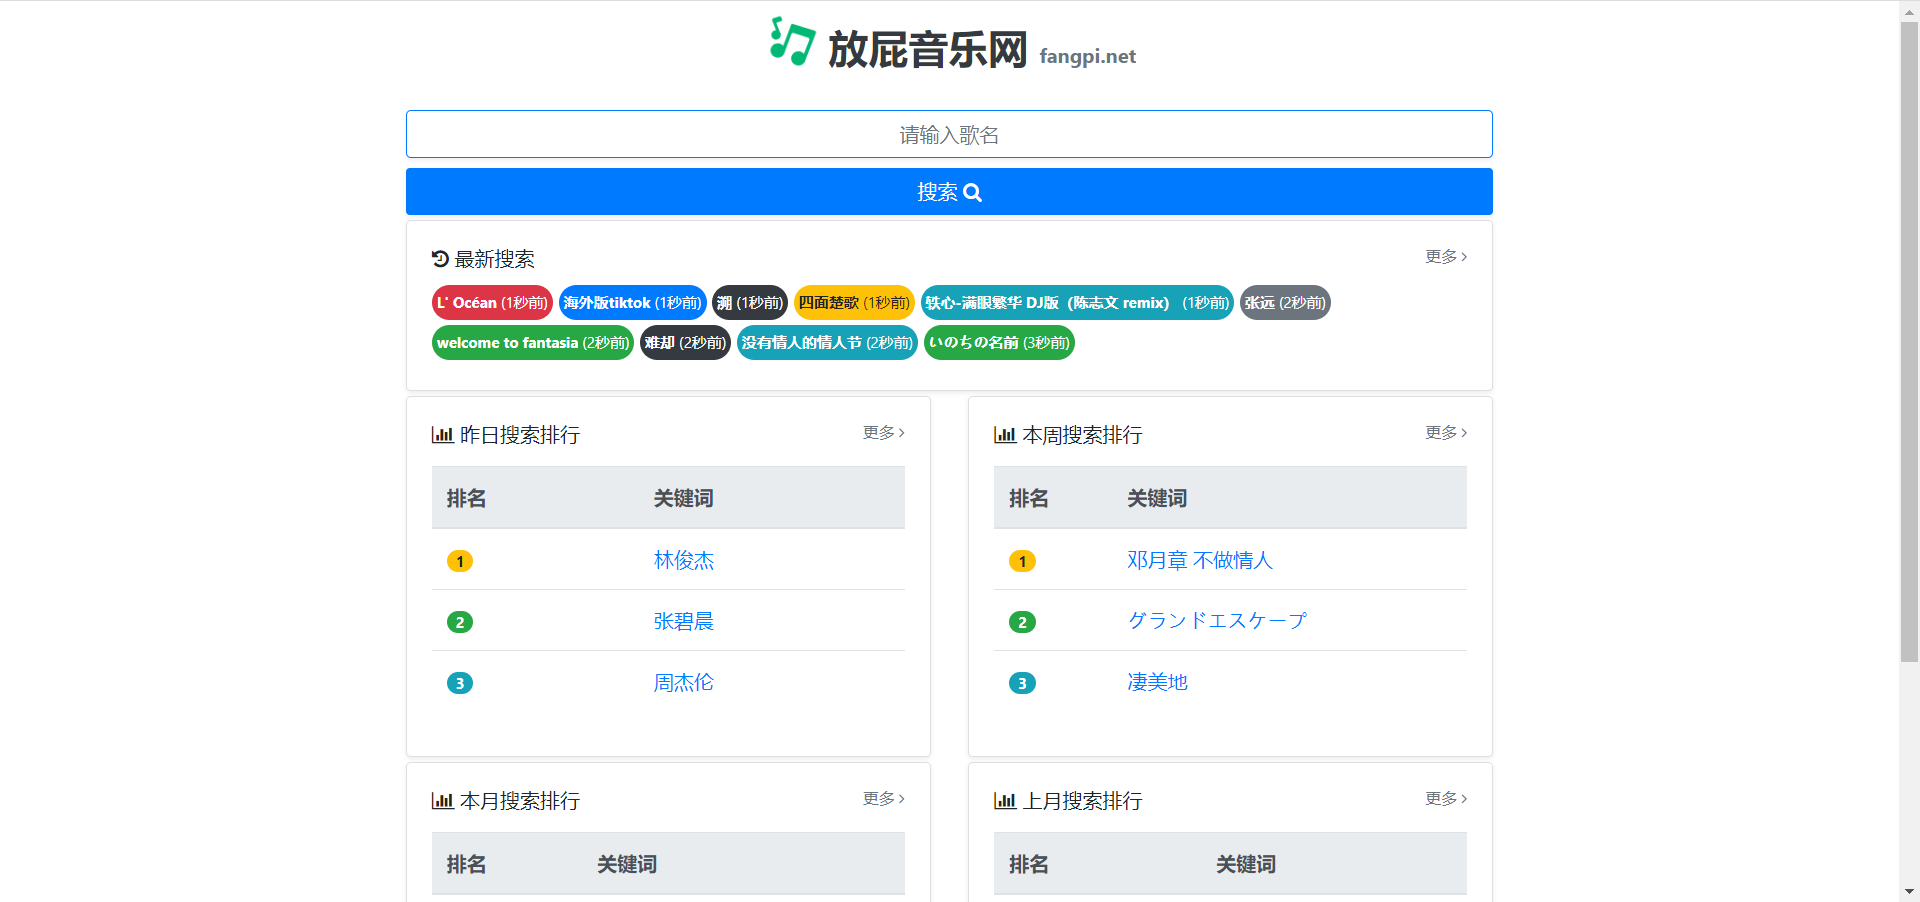 放屁音乐网 fangpi.net
请输入歌名
搜索
最新搜索 更多
L' Océan (1秒前) 海外版tiktok (1秒前) 溯 (1秒前) 四面楚歌 (1秒前) 铁心-满眼繁华 DJ版（陈志文 remix） (1秒前) 张远 (2秒前)
welcome to fantasia (2秒前) 难却 (2秒前) 没有情人的情人节 (2秒前) いのちの名前 (3秒前)
昨日搜索排行 更多
排名 关键词
1 林俊杰
2 张碧晨
3 周杰伦
本周搜索排行 更多
排名 关键词
1 邓月章 不做情人
2 グランドエスケープ
3 凄美地
本月搜索排行 更多
排名 关键词
上月搜索排行 更多
排名 关键词